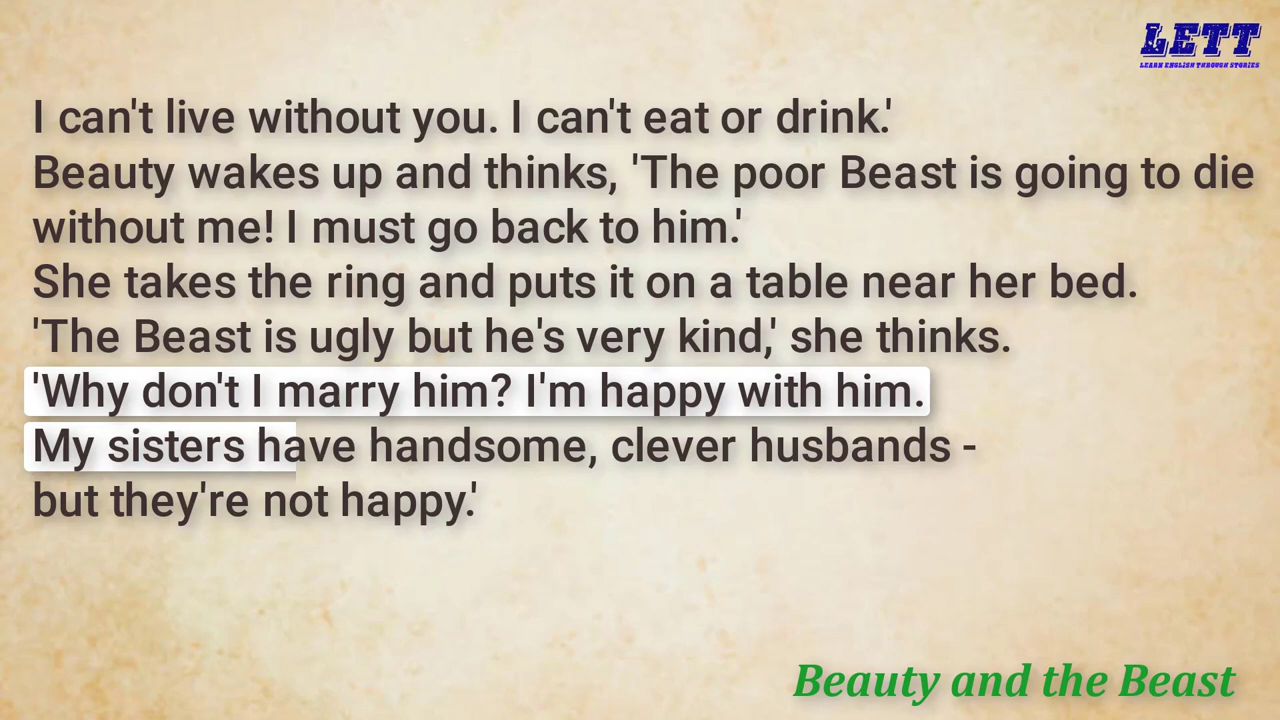 LETT
LEARN ENGLISH THROUGH STORIES
I can't live without you. I can't eat or drink.'
Beauty wakes up and thinks, 'The poor Beast is going to die
without me! I must go back to him.'
She takes the ring and puts it on a table near her bed.
'The Beast is ugly but he's very kind,' she thinks.
'Why don't I marry him? I'm happy with him.
My sisters have handsome, clever husbands -
but they're not happy.'
Beauty and the Beast